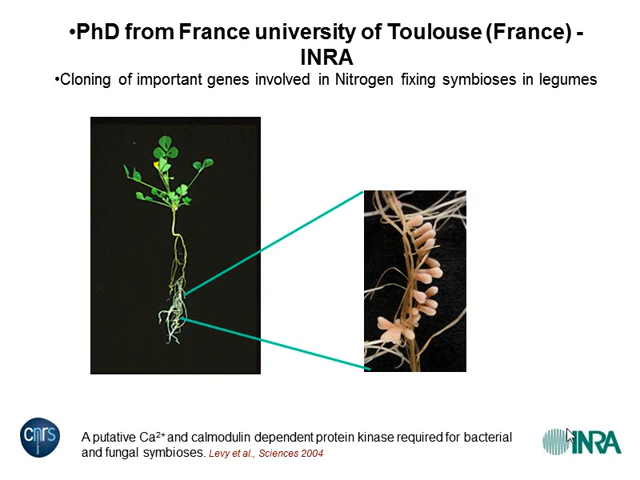 •PhD from France university of Toulouse (France) -
INRA
•Cloning of important genes involved in Nitrogen fixing symbioses in legumes
cnrs
INRA
A putative Ca²⁺ and calmodulin dependent protein kinase required for bacterial
and fungal symbioses. Levy et al., Sciences 2004